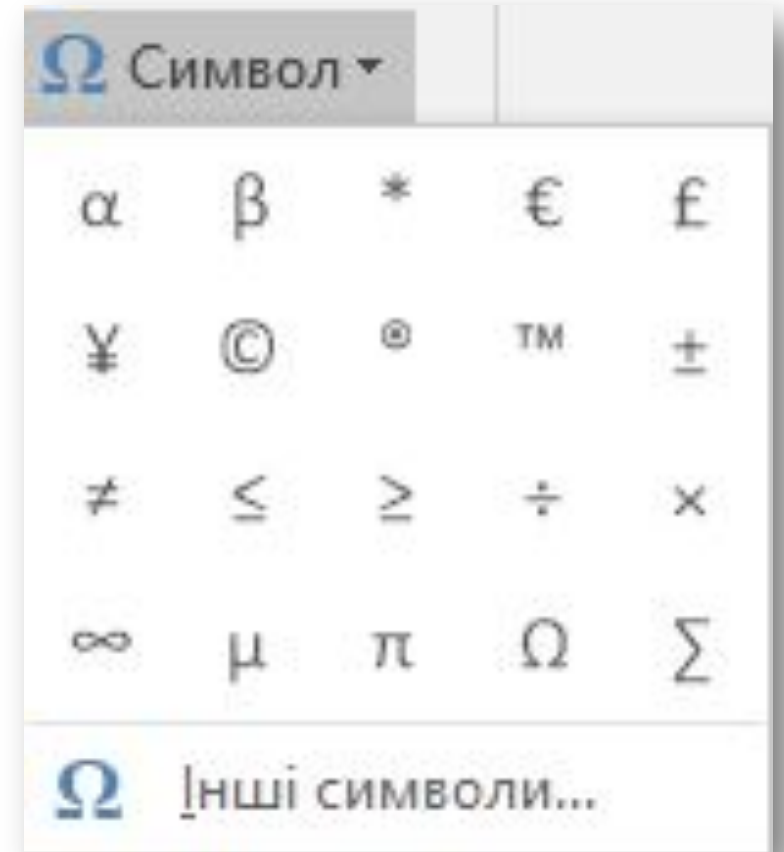 Ω Символ
α β * € £
¥ © ® ™ ±
≠ ≤ ≥ ÷ ×
∞ µ π Ω ∑
Ω Інші символи...